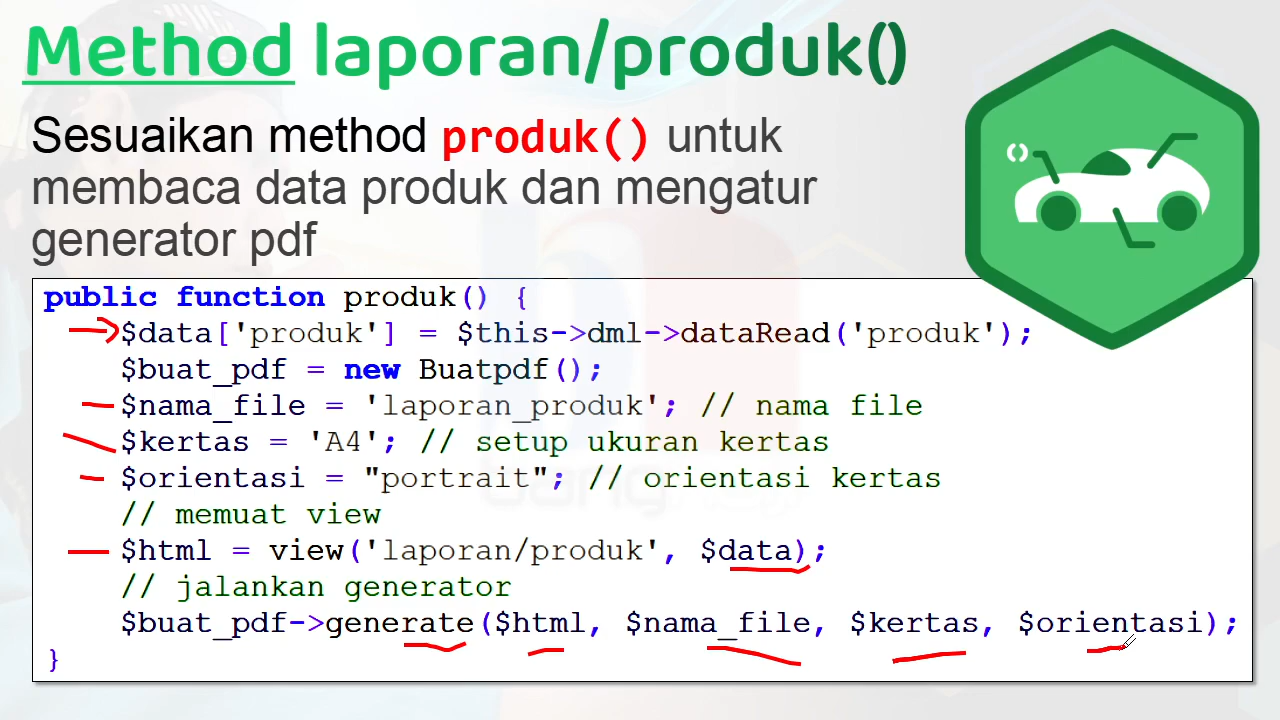 Method laporan/produk()
Sesuaikan method produk() untuk
membaca data produk dan mengatur
generator pdf
public function produk() {
$data['produk'] = $this->dml->dataRead('produk');
$buat_pdf = new Buatpdf();
$nama_file = 'laporan_produk'; // nama file
$kertas = 'A4'; // setup ukuran kertas
$orientasi = "portrait"; // orientasi kertas
// memuat view
$html = view('laporan/produk', $data);
// jalankan generator
$buat_pdf->generate($html, $nama_file, $kertas, $orientasi);
}